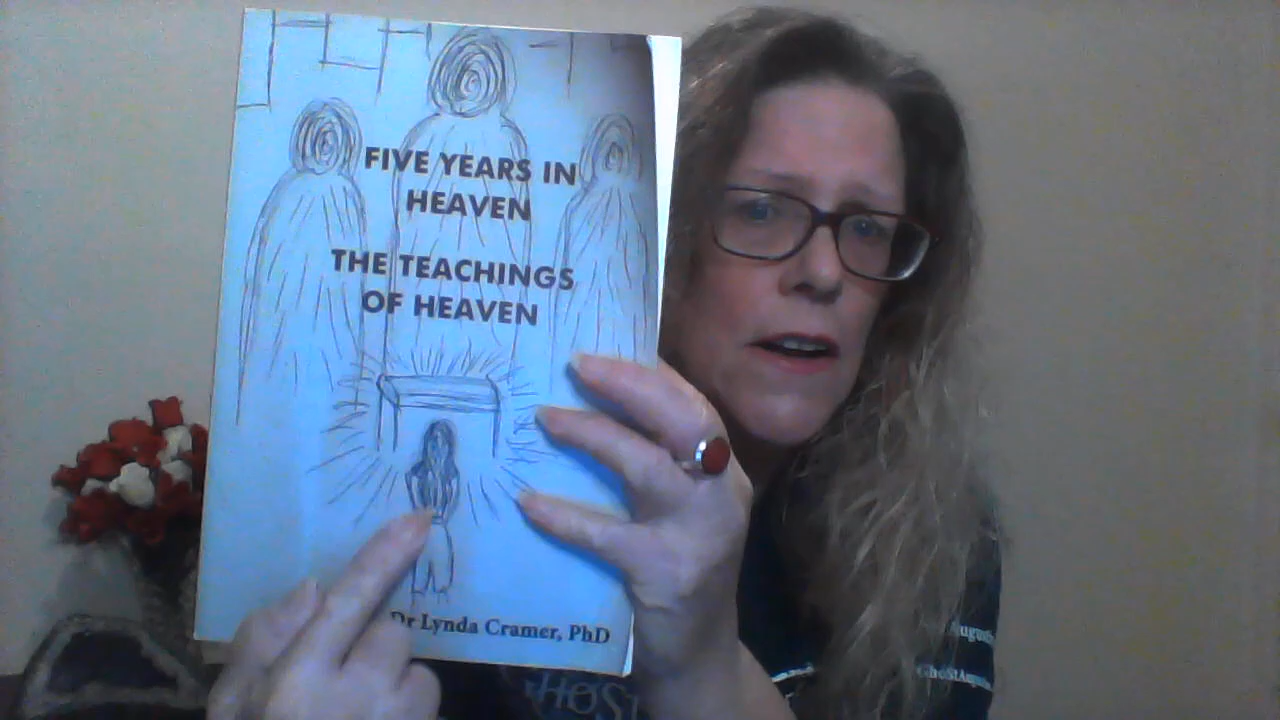 FIVE YEARS IN
HEAVEN
THE TEACHINGS
OF HEAVEN
Dr Lynda Cramer, PhD